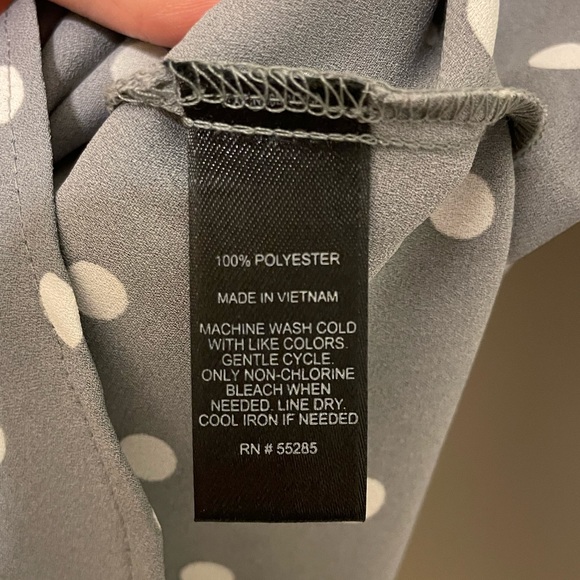 100% POLYESTER
MADE IN VIETNAM
MACHINE WASH COLD
WITH LIKE COLORS.
GENTLE CYCLE.
ONLY NON-CHLORINE
BLEACH WHEN
NEEDED. LINE DRY.
COOL IRON IF NEEDED
RN # 55285